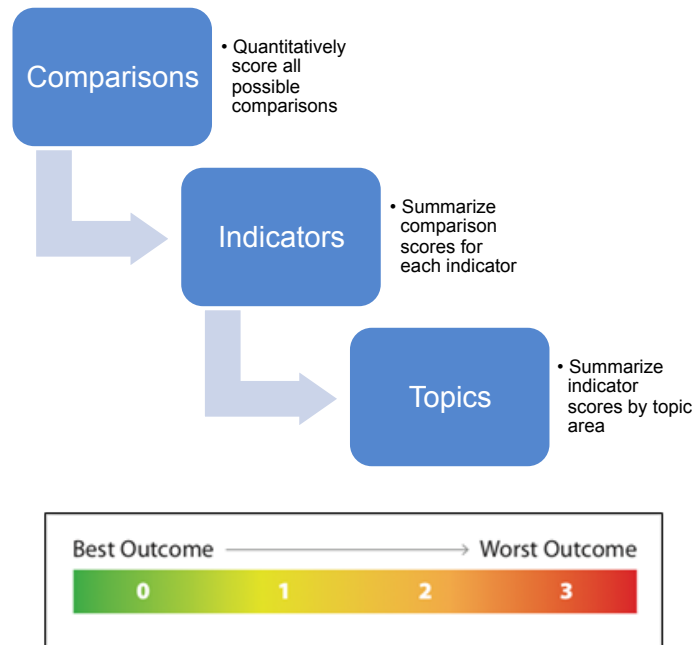 Comparisons
• Quantitatively
score all
possible
comparisons
Indicators
• Summarize
comparison
scores for
each indicator
Topics
• Summarize
indicator
scores by topic
area
Best Outcome Worst Outcome
0 1 2 3